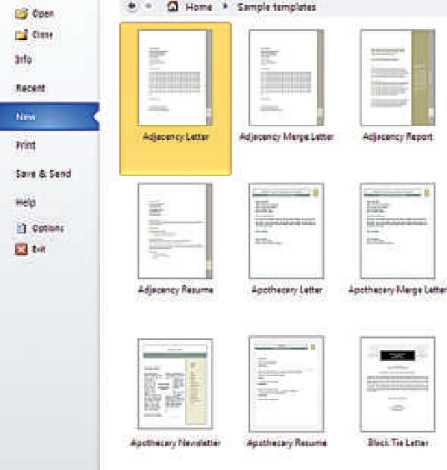 Open
Close
Info
Recent
New
Print
Save & Send
Help
Options
Exit
Home Sample templates
Adjacency Letter
Adjacency Merge Letter
Adjacency Report
Adjacency Resume
Apothecary Letter
Apothecary Merge Letter
Apothecary Newsletter
Apothecary Resume
Black Tie Letter